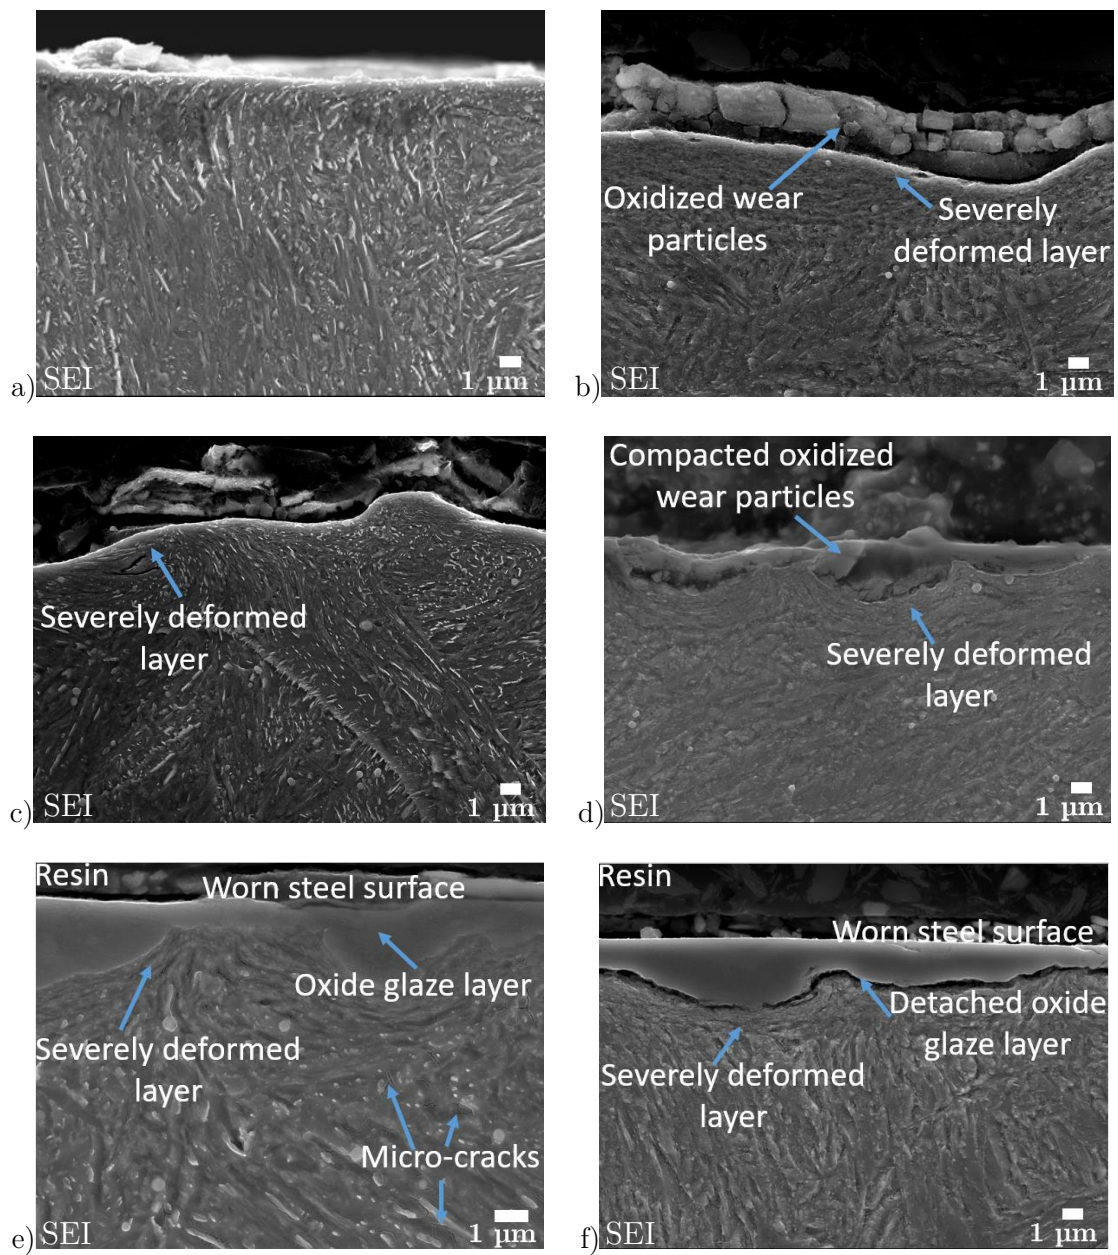 a) SEI 1 μm
Oxidized wear
particles
Severely
deformed layer
b) SEI 1 μm
Severely deformed
layer
c) SEI 1 μm
Compacted oxidized
wear particles
Severely deformed
layer
d) SEI 1 μm
Resin
Worn steel surface
Oxide glaze layer
Severely deformed
layer
Micro-cracks
e) SEI 1 μm
Resin
Worn steel surface
Detached oxide
glaze layer
Severely deformed
layer
f) SEI 1 μm